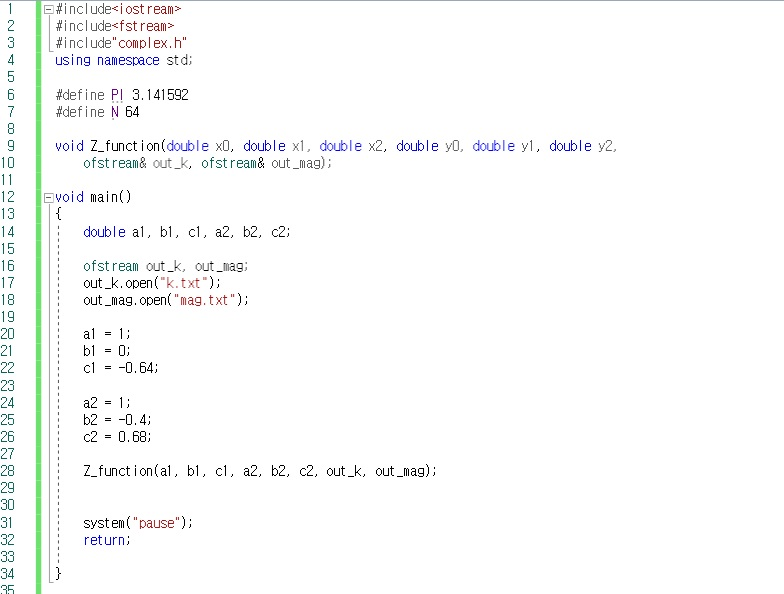 1 #include<iostream>
2 #include<fstream>
3 #include"complex.h"
4 using namespace std;
5
6 #define PI 3.141592
7 #define N 64
8
9 void Z_function(double x0, double x1, double x2, double y0, double y1, double y2,
10 ofstream& out_k, ofstream& out_mag);
11
12 void main()
13 {
14 double a1, b1, c1, a2, b2, c2;
15
16 ofstream out_k, out_mag;
17 out_k.open("k.txt");
18 out_mag.open("mag.txt");
19
20 a1 = 1;
21 b1 = 0;
22 c1 = -0.64;
23
24 a2 = 1;
25 b2 = -0.4;
26 c2 = 0.68;
27
28 Z_function(a1, b1, c1, a2, b2, c2, out_k, out_mag);
29
30
31 system("pause");
32 return;
33
34 }
35